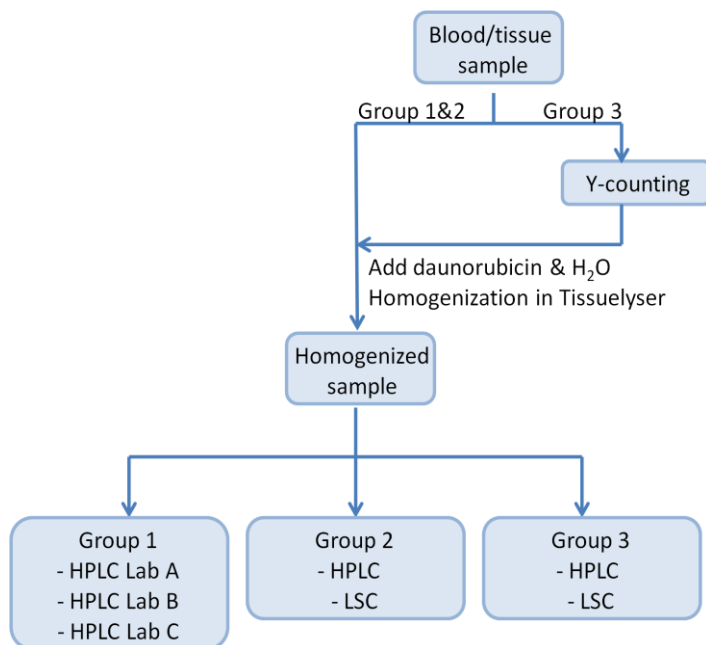 Blood/tissue
sample
Group 1&2
Group 3
Y-counting
Add daunorubicin & H₂O
Homogenization in Tissuelyser
Homogenized
sample
Group 1
- HPLC Lab A
- HPLC Lab B
- HPLC Lab C
Group 2
- HPLC
- LSC
Group 3
- HPLC
- LSC